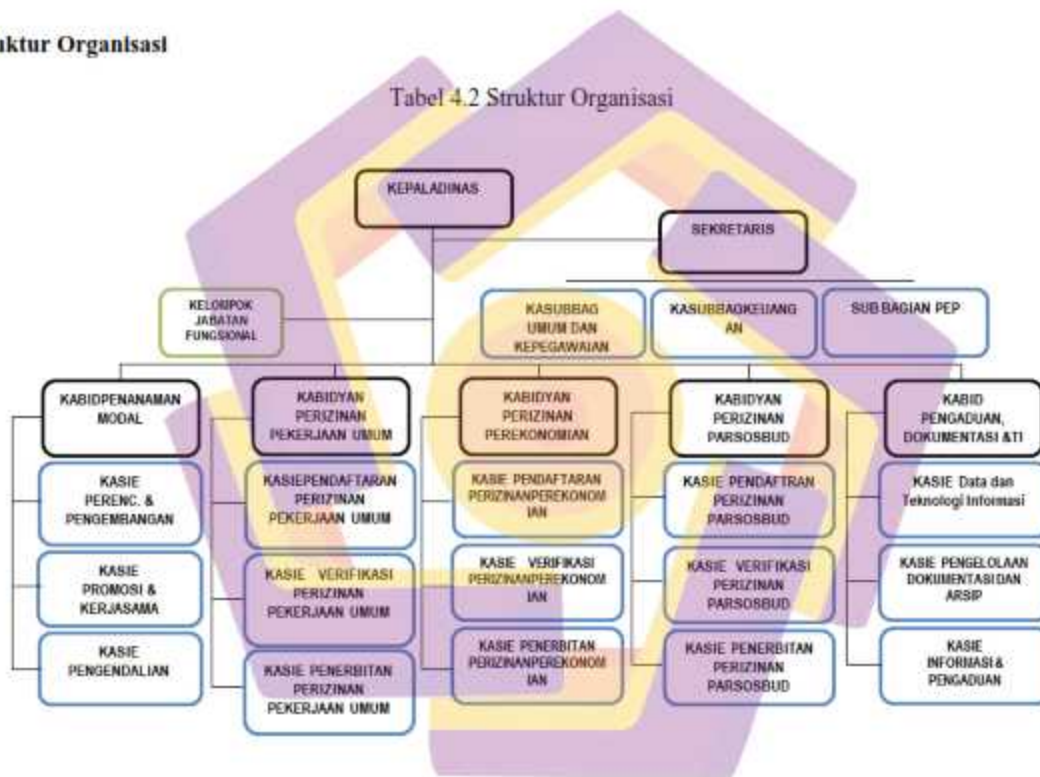 uktur Organisasi
Tabel 4.2 Struktur Organisasi
KEPALADINAS
SEKRETARIS
KELOMPOK
JABATAN
FUNGSIONAL
KASUBBAG
UMUM DAN
KEPEGAWAIAN
KASUBBAGKEUANG
AN
SUB BAGIAN PEP
KABIDPENANAMAN
MODAL
KABIDYAN
PERIZINAN
PEKERJAAN UMUM
KABIDYAN
PERIZINAN
PEREKONOMIAN
KABIDYAN
PERIZINAN
PARSOSBUD
KABID
PENGADUAN,
DOKUMENTASI &TI
KASIE
PERENC. &
PENGEMBANGAN
KASIEPENDAFTARAN
PERIZINAN
PEKERJAAN UMUM
KASIE PENDAFTARAN
PERIZINANPEREKONOM
IAN
KASIE PENDAFTRAN
PERIZINAN
PARSOSBUD
KASIE Data dan
Teknologi Informasi
KASIE
PROMOSI &
KERJASAMA
KASIE VERIFIKASI
PERIZINAN
PEKERJAAN UMUM
KASIE VERIFIKASI
PERIZINANPEREKONOM
IAN
KASIE VERIFIKASI
PERIZINAN
PARSOSBUD
KASIE PENGELOLAAN
DOKUMENTASIDAN
ARSIP
KASIE
PENGENDALIAN
KASIE PENERBITAN
PERIZINAN
PEKERJAAN UMUM
KASIE PENERBITAN
PERIZINANPEREKONOM
IAN
KASIE PENERBITAN
PERIZINAN
PARSOSBUD
KASIE
INFORMASI &
PENGADUAN